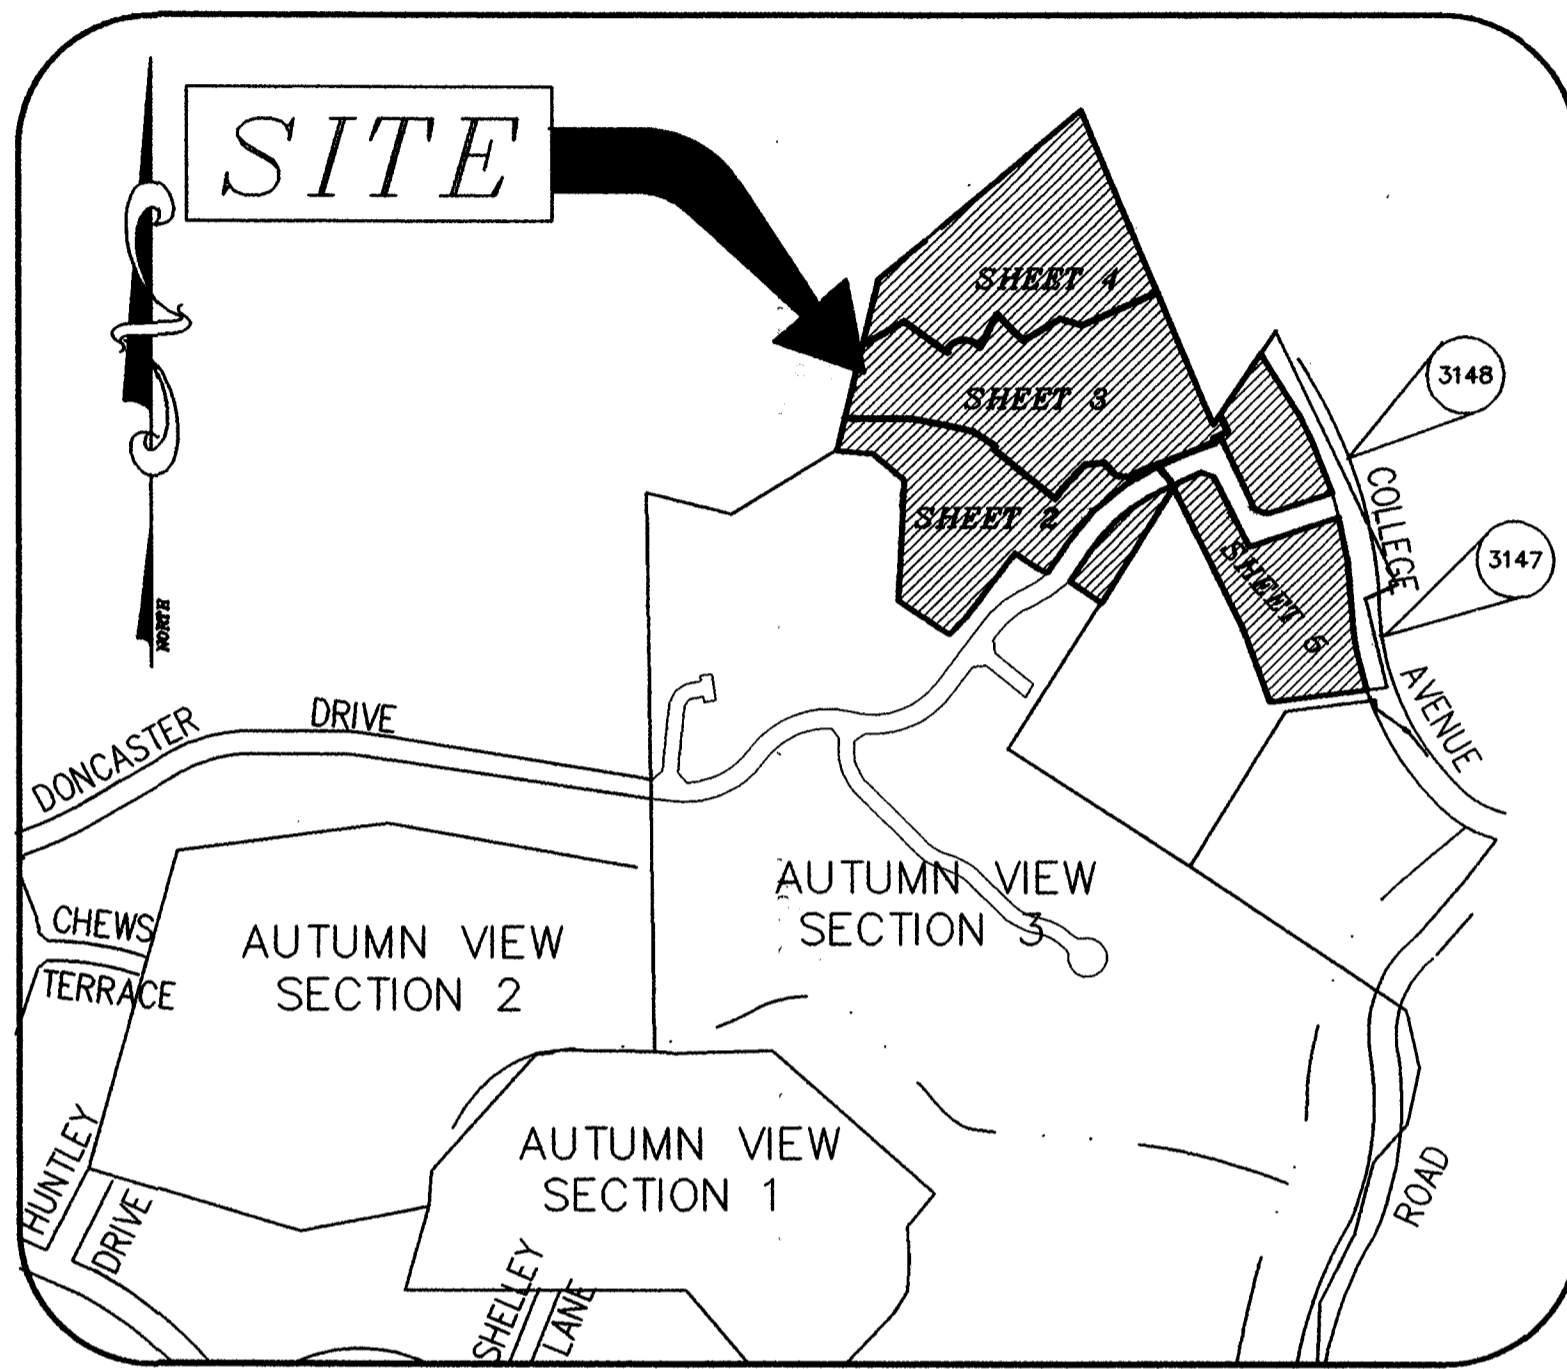 SITE
SHEET 4
3148
SHEET 3
COLLEGE
SHEET 2
3147
SHEET 5
NORTH
AVENUE
DONCASTER
DRIVE
AUTUMN VIEW
SECTION 3
CHEWS
TERRACE
AUTUMN VIEW
SECTION 2
AUTUMN VIEW
SECTION 1
HUNTLEY
DRIVE
SHELLEY
LANE
ROAD